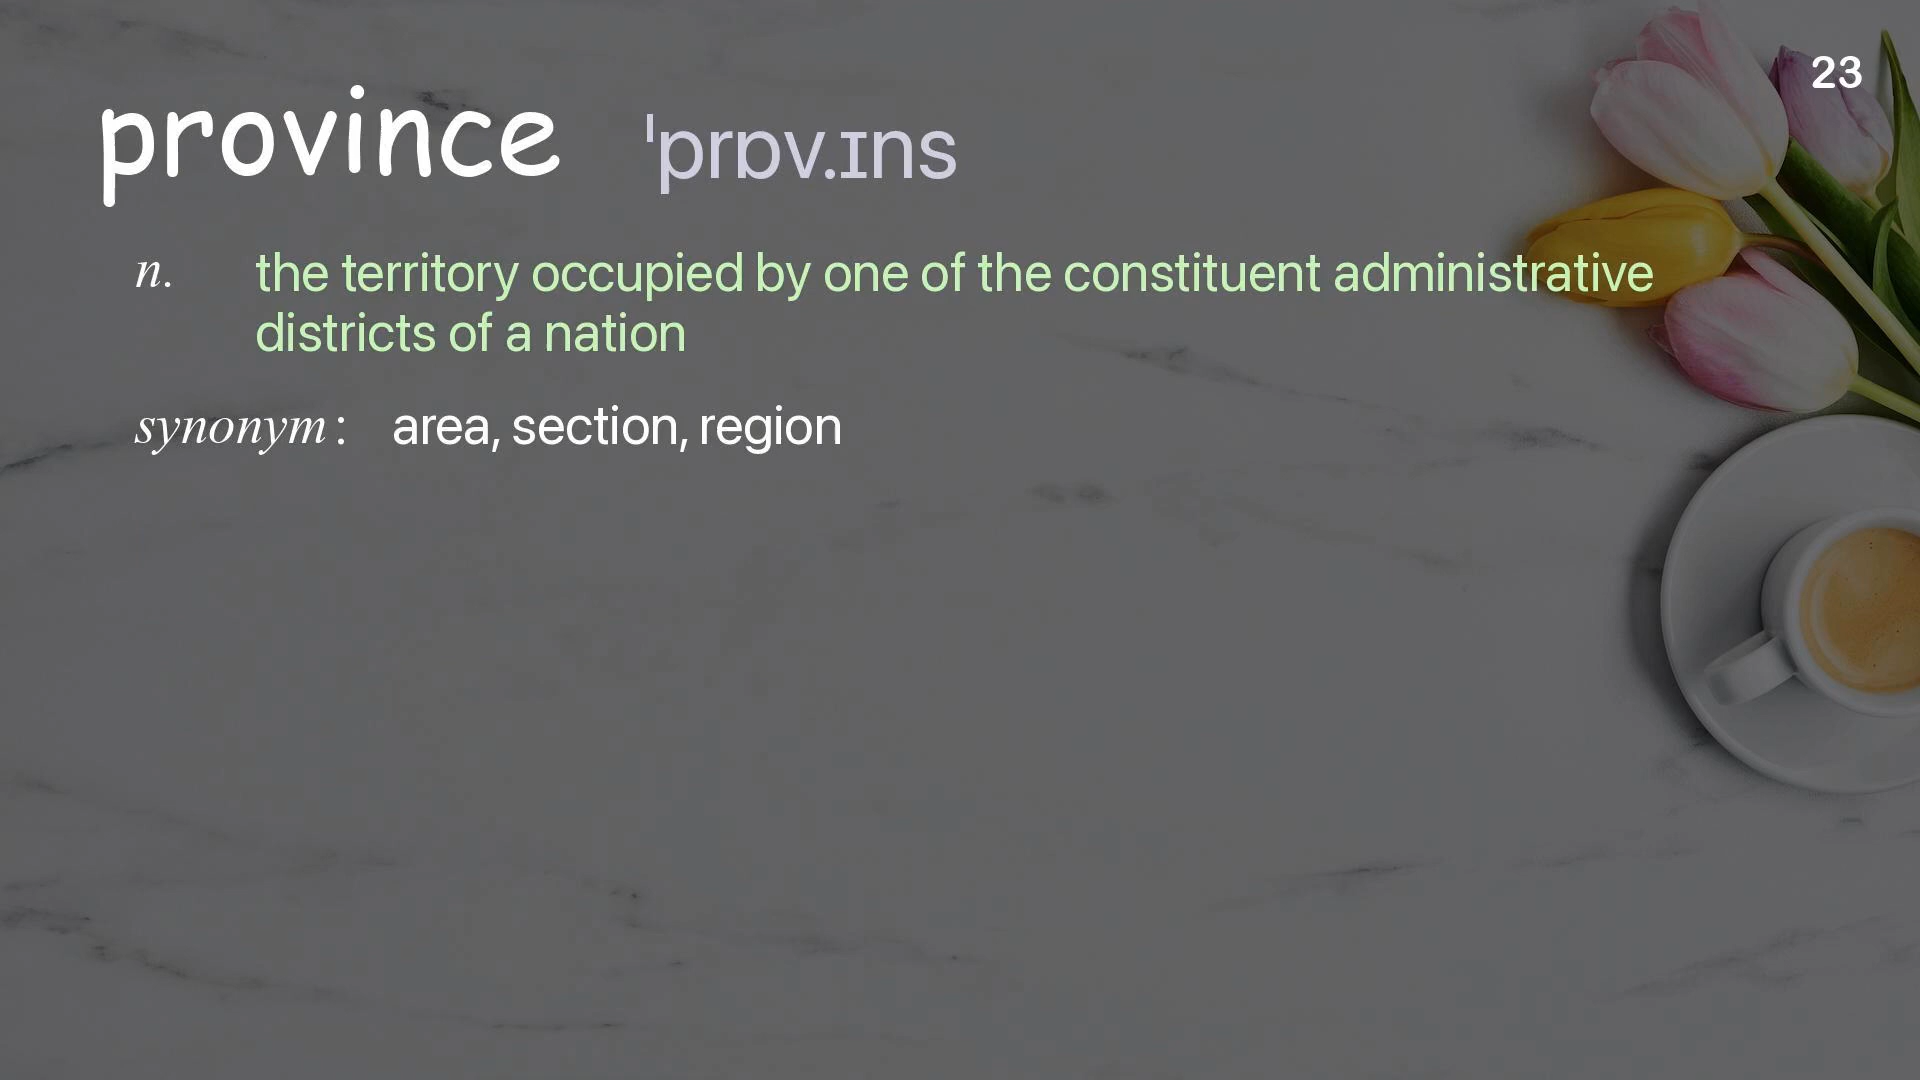 23
province ˈprɒv.ɪns
n. the territory occupied by one of the constituent administrative
districts of a nation
synonym: area, section, region